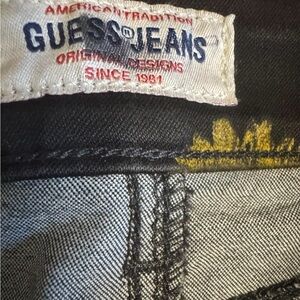 AMERICAN TRADITION
GUESS® JEANS
ORIGINAL DESIGNS
SINCE 1981